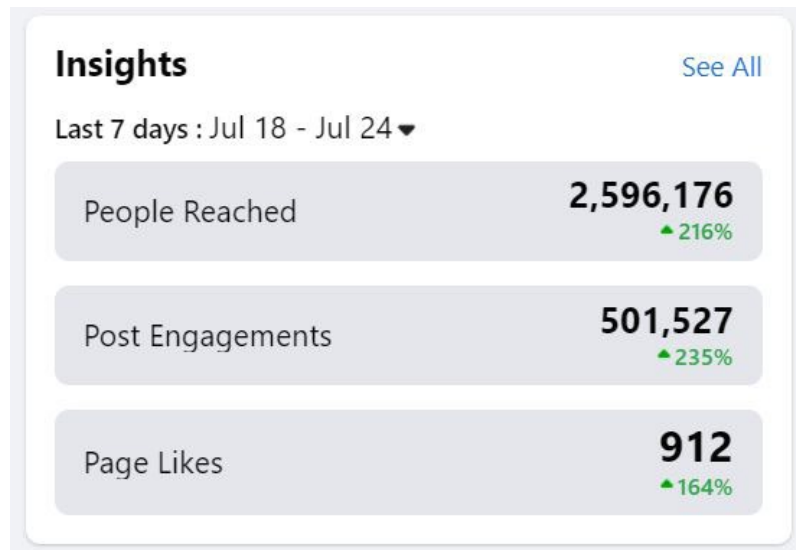 Insights
See All
Last 7 days : Jul 18 - Jul 24
People Reached
2,596,176
216%
Post Engagements
501,527
235%
Page Likes
912
164%